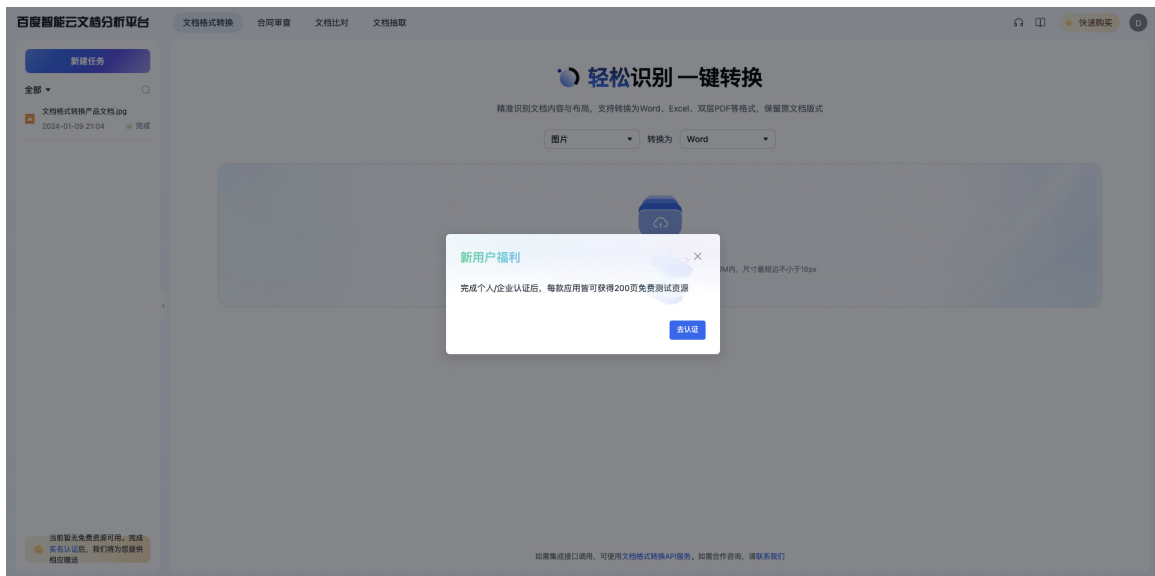 百度智能云文档分析平台
文档格式转换 合同审查 文档比对 文档抽取
快速购买
D
新建任务
全部
文档格式转换产品文档.jpg
2024-01-09 21:04 完成
轻松识别 一键转换
精准识别文档内容与布局，支持转换为Word、Excel、双层PDF等格式，保留原文档版式
图片 转换为 Word
M内，尺寸最短边不小于16px
新用户福利
完成个人/企业认证后，每款应用皆可获得200页免费测试资源
去认证
当前暂无免费资源可用，完成
实名认证后，我们将为您提供
相应赠送
如需集成接口调用，可使用文档格式转换API服务，如需合作咨询，请联系我们